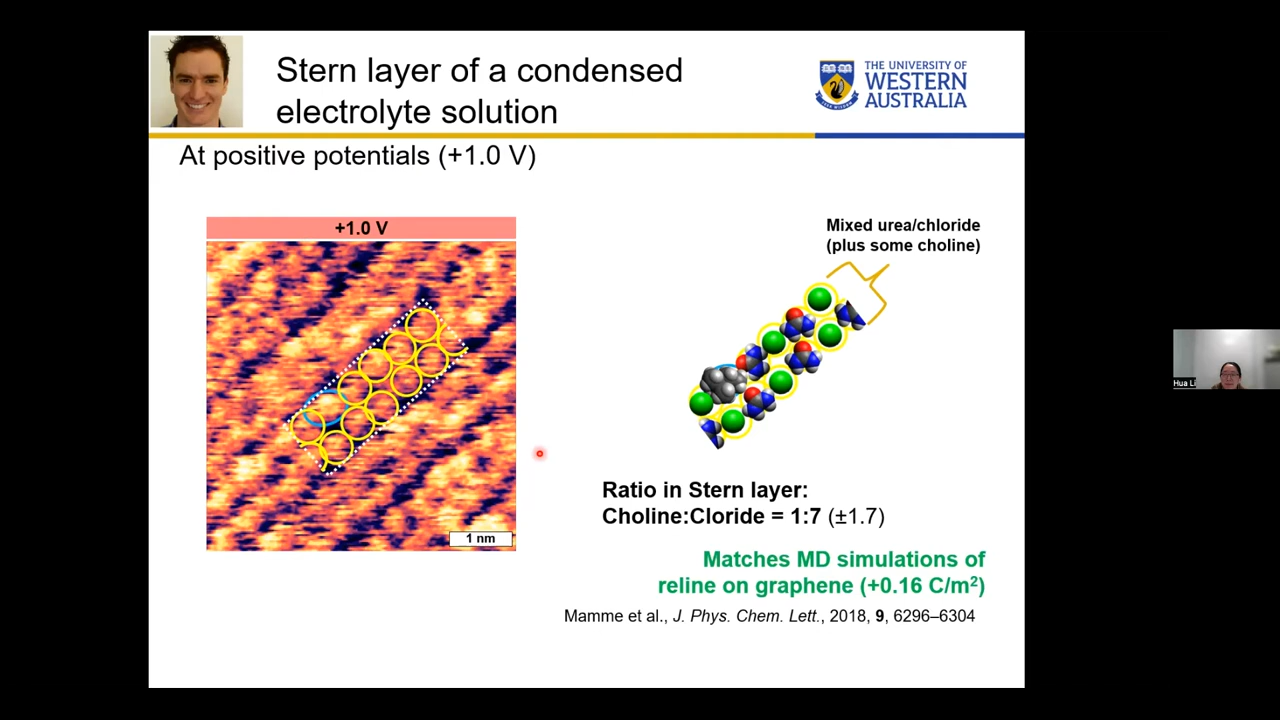 Stern layer of a condensed
electrolyte solution
THE UNIVERSITY OF
WESTERN
AUSTRALIA
At positive potentials (+1.0 V)
+1.0 V
1 nm
Mixed urea/chloride
(plus some choline)
Ratio in Stern layer:
Choline:Cloride = 1:7 (±1.7)
Matches MD simulations of
reline on graphene (+0.16 C/m²)
Mamme et al., J. Phys. Chem. Lett., 2018, 9, 6296–6304
Hua Li